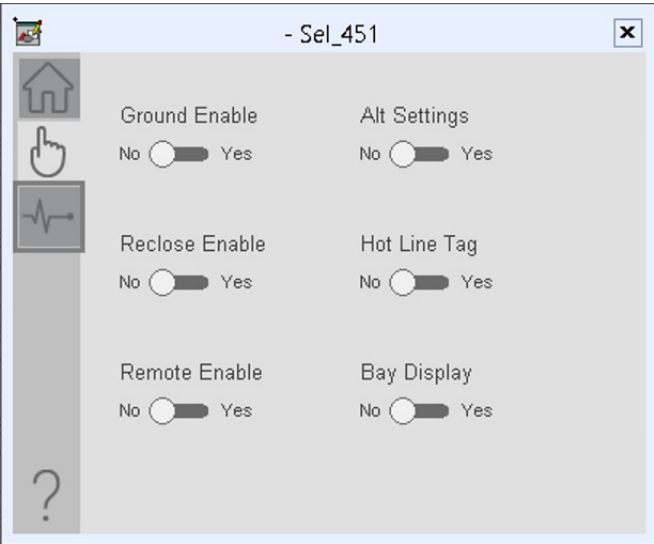 - Sel_451
Ground Enable
No Yes
Alt Settings
No Yes
Reclose Enable
No Yes
Hot Line Tag
No Yes
Remote Enable
No Yes
Bay Display
No Yes
?